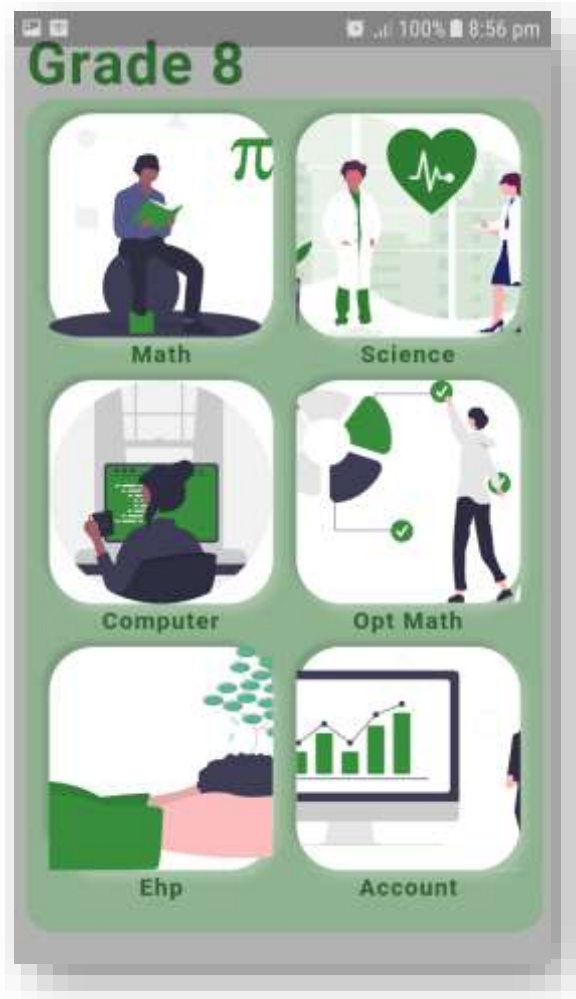 100% 8:56 pm
Grade 8
π
Math
Science
Computer
Opt Math
Ehp
Account